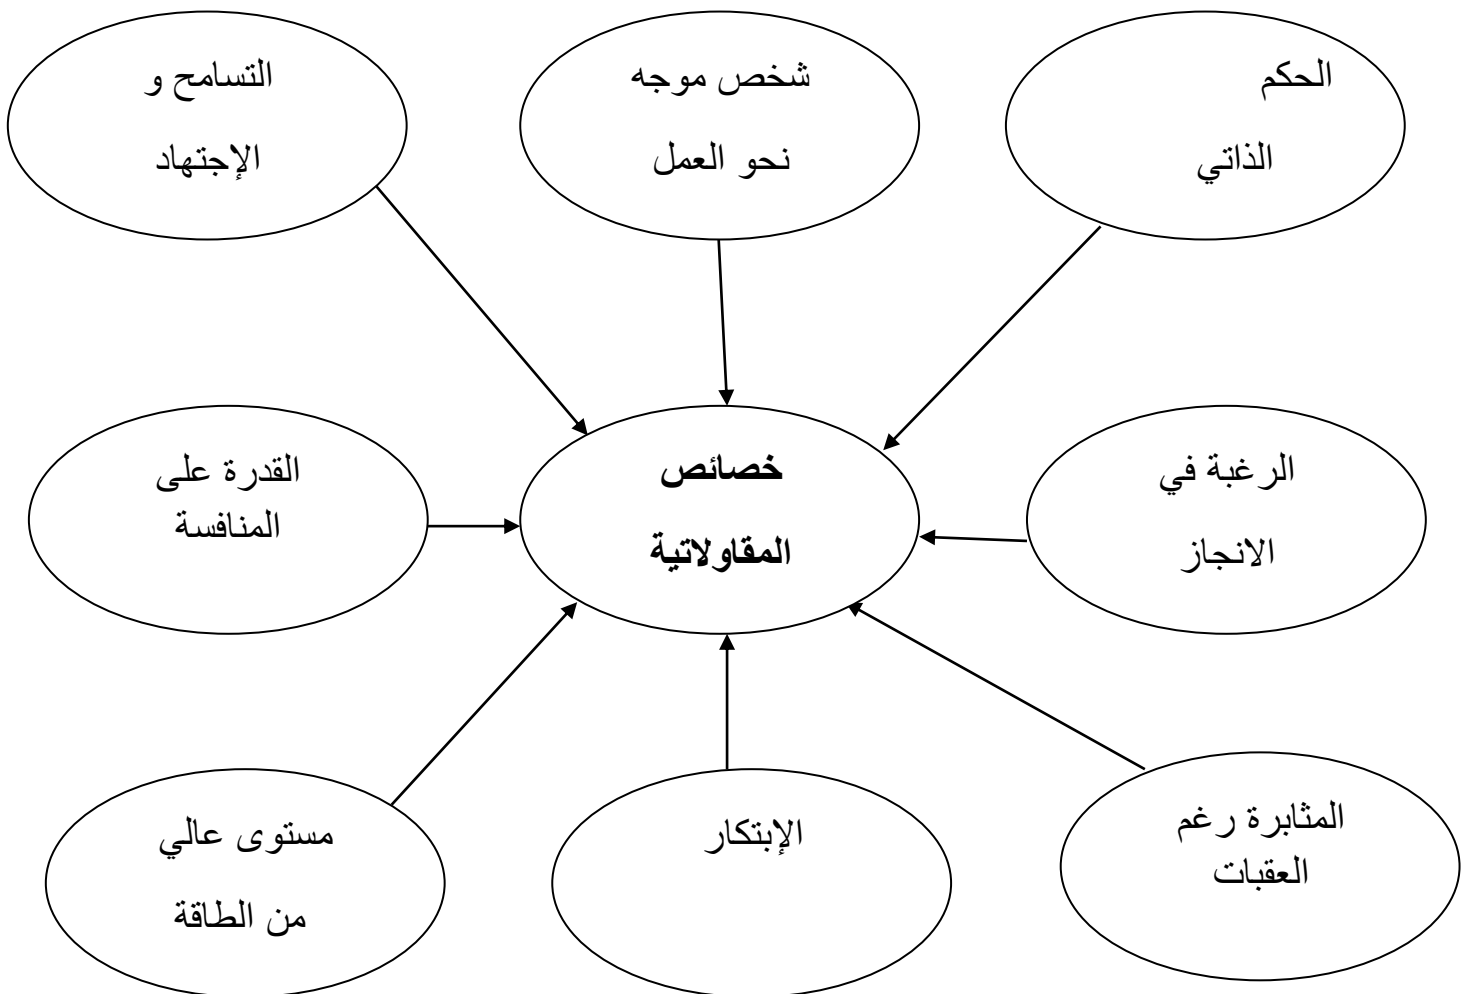 الحكم
الذاتي
شخص موجه
نحو العمل
التسامح و
الإجتهاد
الرغبة في
الانجاز
خصائص
المقاولاتية
القدرة على
المنافسة
المثابرة رغم
العقبات
الإبتكار
مستوى عالي
من الطاقة